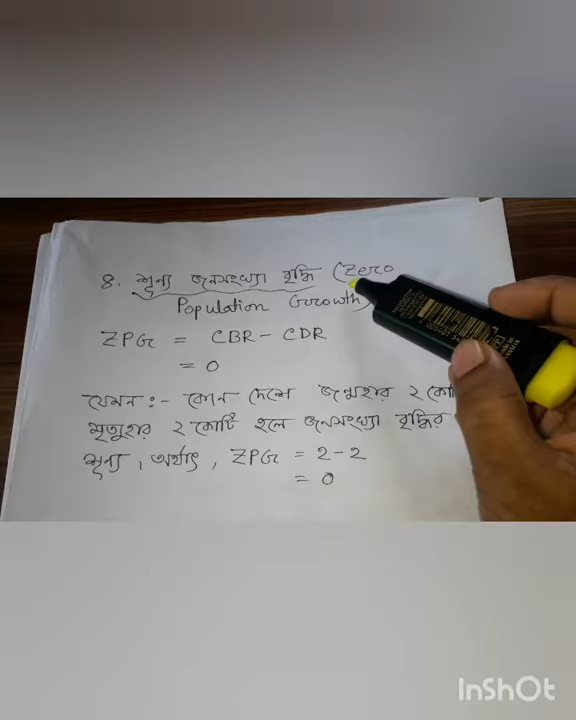 8. শূন্য জনসংখ্যা বৃদ্ধি (Zero
Population Growth)
ZPG = CBR - CDR
= 0
যেমন :- কোন দেশে জন্মহার ২
মৃত্যুহার ২ কোটি হলে জনসংখ্যা বৃদ্ধির
শূন্য। অর্থাৎ, ZPG = 2-2
= 0
InShOt